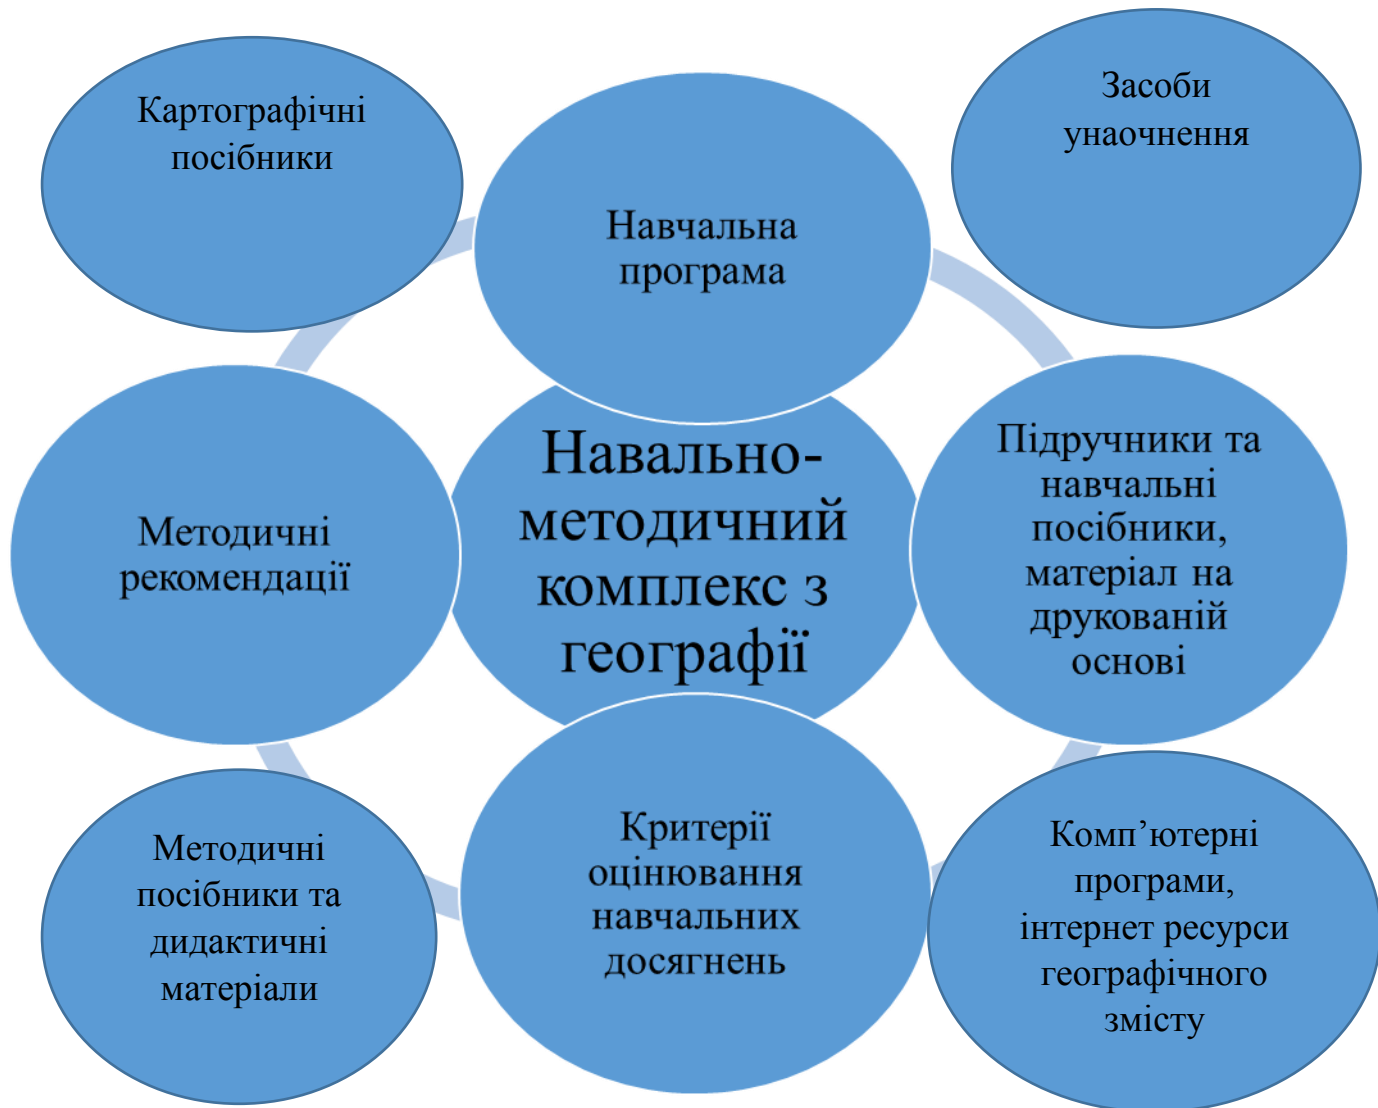 Картографічні
посібники
Засоби
унаочнення
Навчальна
програма
Навально-
методичний
комплекс з
географії
Підручники та
навчальні
посібники,
матеріал на
друкованій
основі
Методичні
рекомендації
Методичні
посібники та
дидактичні
матеріали
Критерії
оцінювання
навчальних
досягнень
Комп’ютерні
програми,
інтернет ресурси
географічного
змісту